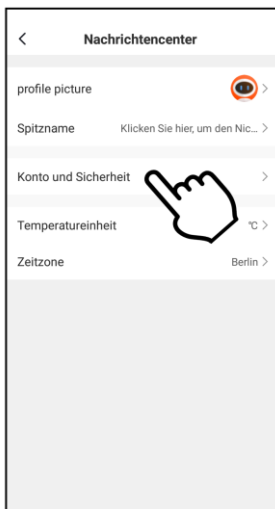 Nachrichtencenter
profile picture
Spitzname Klicken Sie hier, um den Nic...
Konto und Sicherheit
Temperatureinheit °C
Zeitzone Berlin